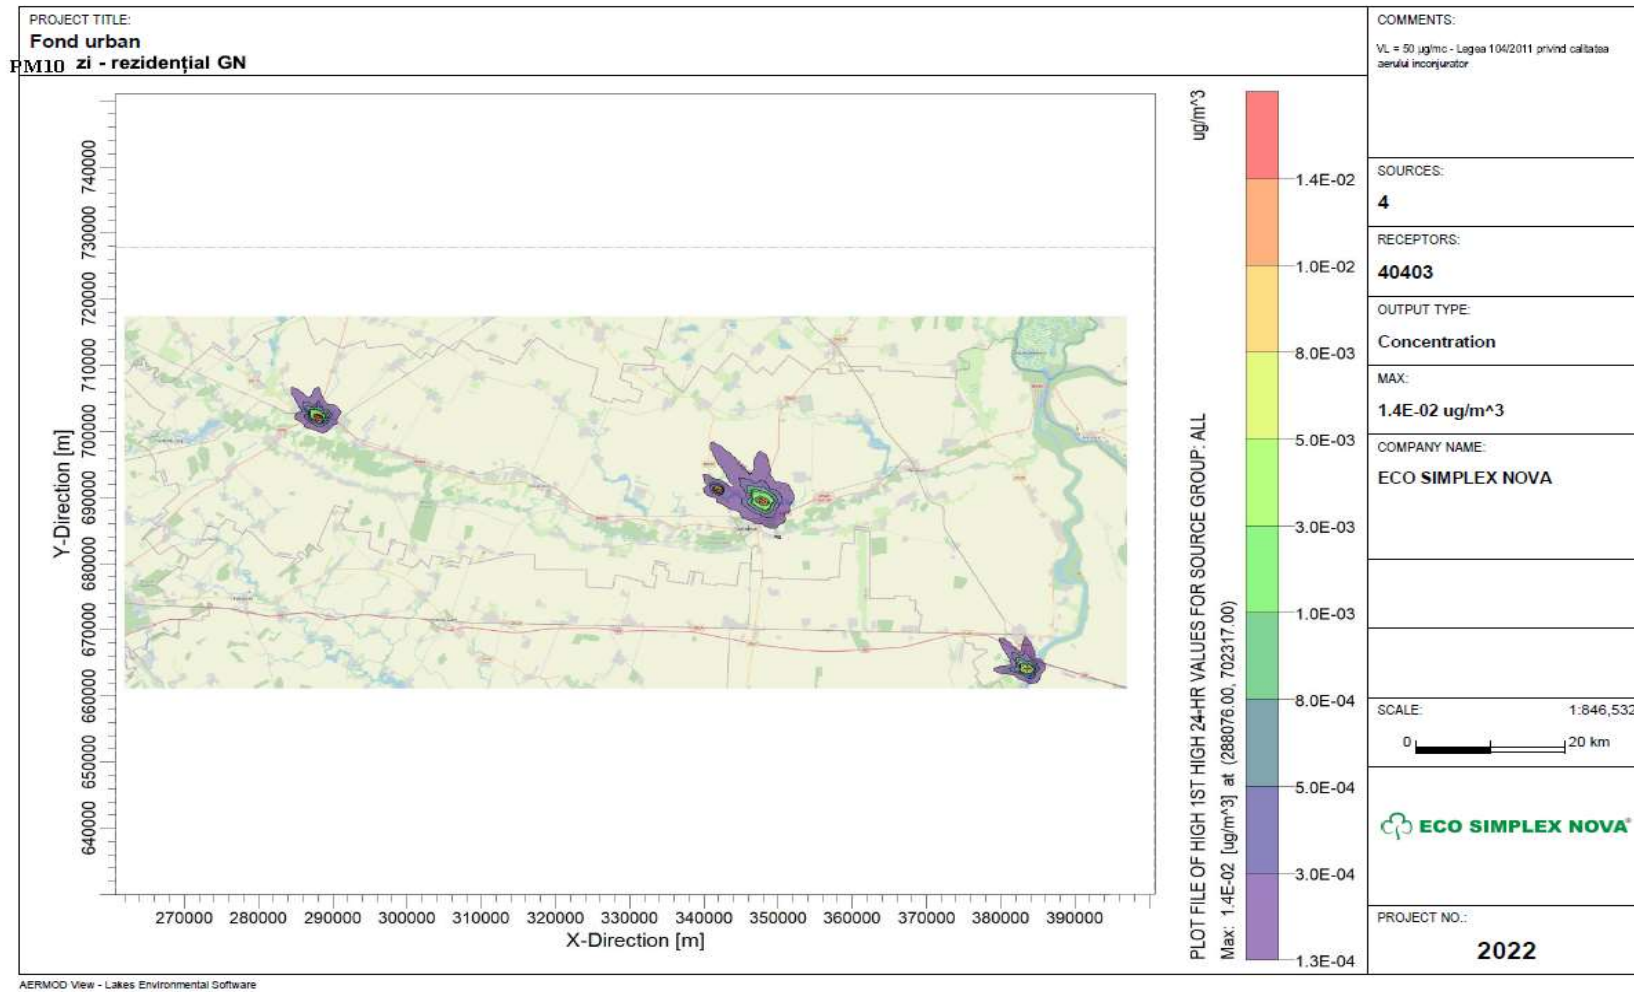 PROJECT TITLE:
Fond urban
PM10 zi - rezidențial GN
COMMENTS:
VL = 50 µg/mc - Legea 104/2011 privind calitatea
aerului inconjurator
SOURCES:
4
RECEPTORS:
40403
OUTPUT TYPE:
Concentration
MAX:
1.4E-02 ug/m^3
COMPANY NAME:
ECO SIMPLEX NOVA
SCALE:
1:846,532
0
20 km
ECO SIMPLEX NOVA®
PROJECT NO.:
2022
Y-Direction [m]
740000
730000
720000
710000
700000
690000
680000
670000
660000
650000
640000
270000 280000 290000 300000 310000 320000 330000 340000 350000 360000 370000 380000 390000
X-Direction [m]
PLOT FILE OF HIGH 1ST HIGH 24-HR VALUES FOR SOURCE GROUP: ALL
Max: 1.4E-02 [ug/m^3] at (288076.00, 702317.00)
ug/m^3
1.4E-02
1.0E-02
8.0E-03
5.0E-03
3.0E-03
1.0E-03
8.0E-04
5.0E-04
3.0E-04
1.3E-04
AERMOD View - Lakes Environmental Software